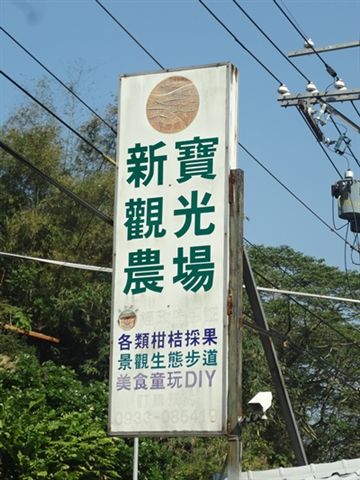 新寶
觀光
農場
各類柑桔採果
景觀生態步道
美食童玩DIY
0933-085419